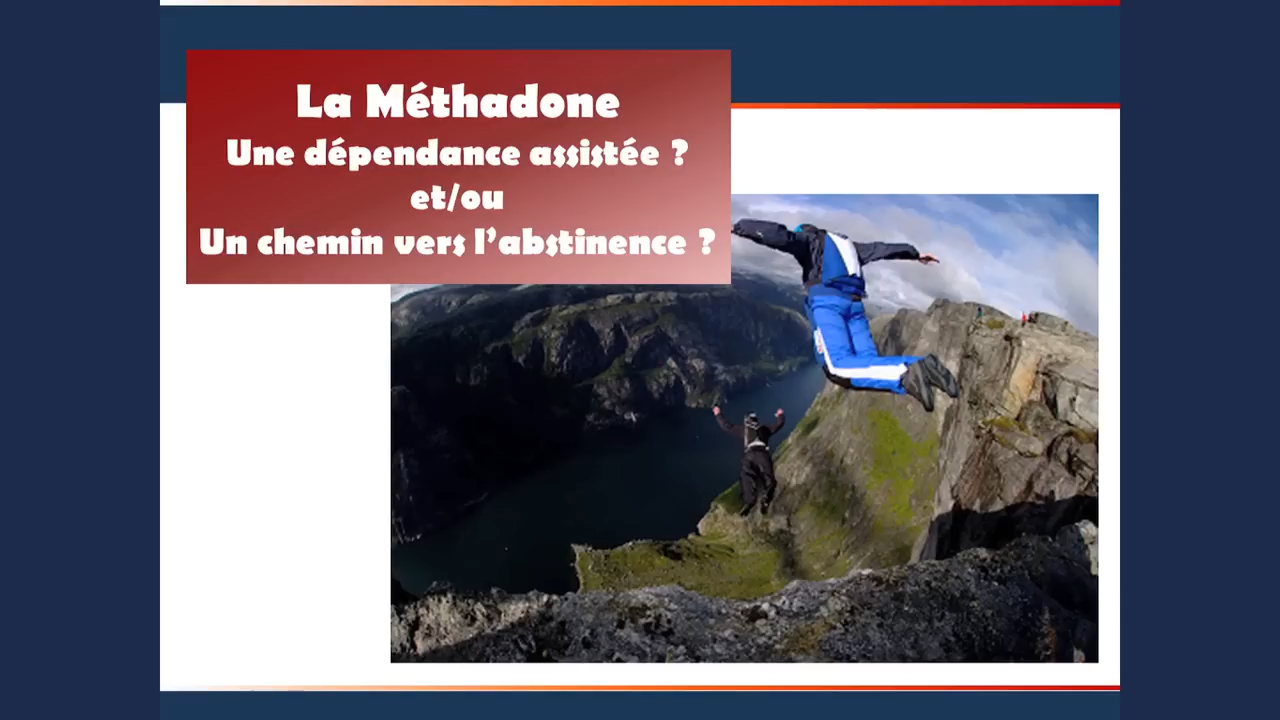 La Méthadone
Une dépendance assistée ?
et/ou
Un chemin vers l'abstinence ?